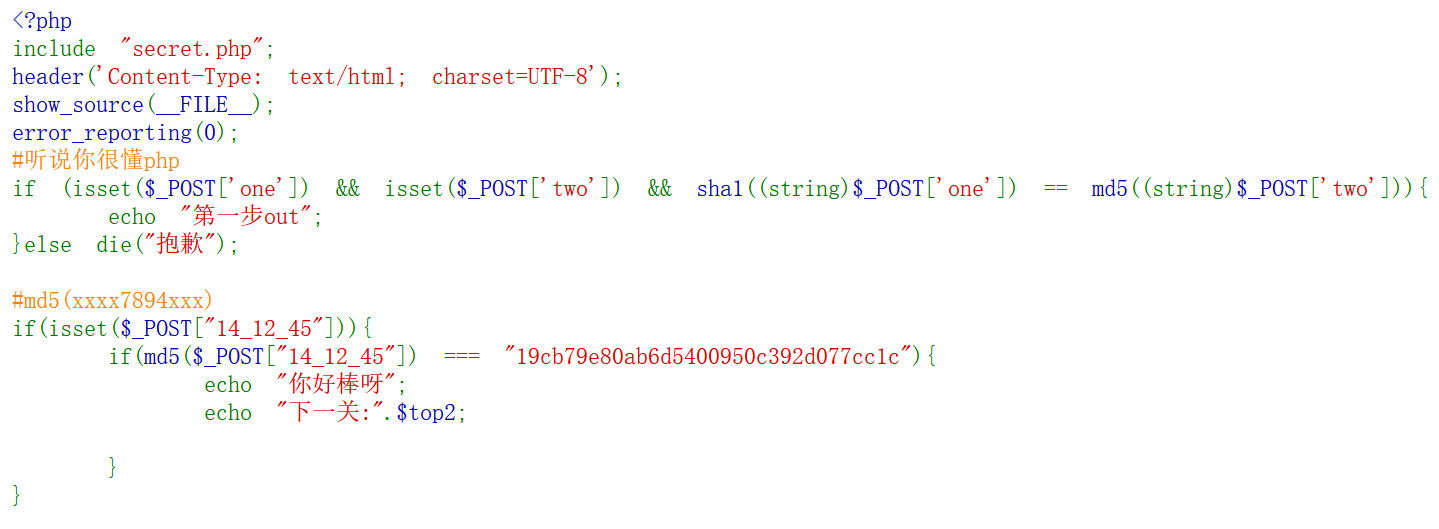 <?php
include "secret.php";
header('Content-Type: text/html; charset=UTF-8');
show_source(__FILE__);
error_reporting(0);
#听说你很懂php
if (isset($_POST['one']) && isset($_POST['two']) && sha1((string)$_POST['one']) == md5((string)$_POST['two'])){
        echo "第一步out";
}else die("抱歉");

#md5(xxxx7894xxx)
if(isset($_POST["14_12_45"])){
        if(md5($_POST["14_12_45"]) === "19cb79e80ab6d5400950c392d077cc1c"){
                echo "你好棒呀";
                echo "下一关:".$top2;

        }
}